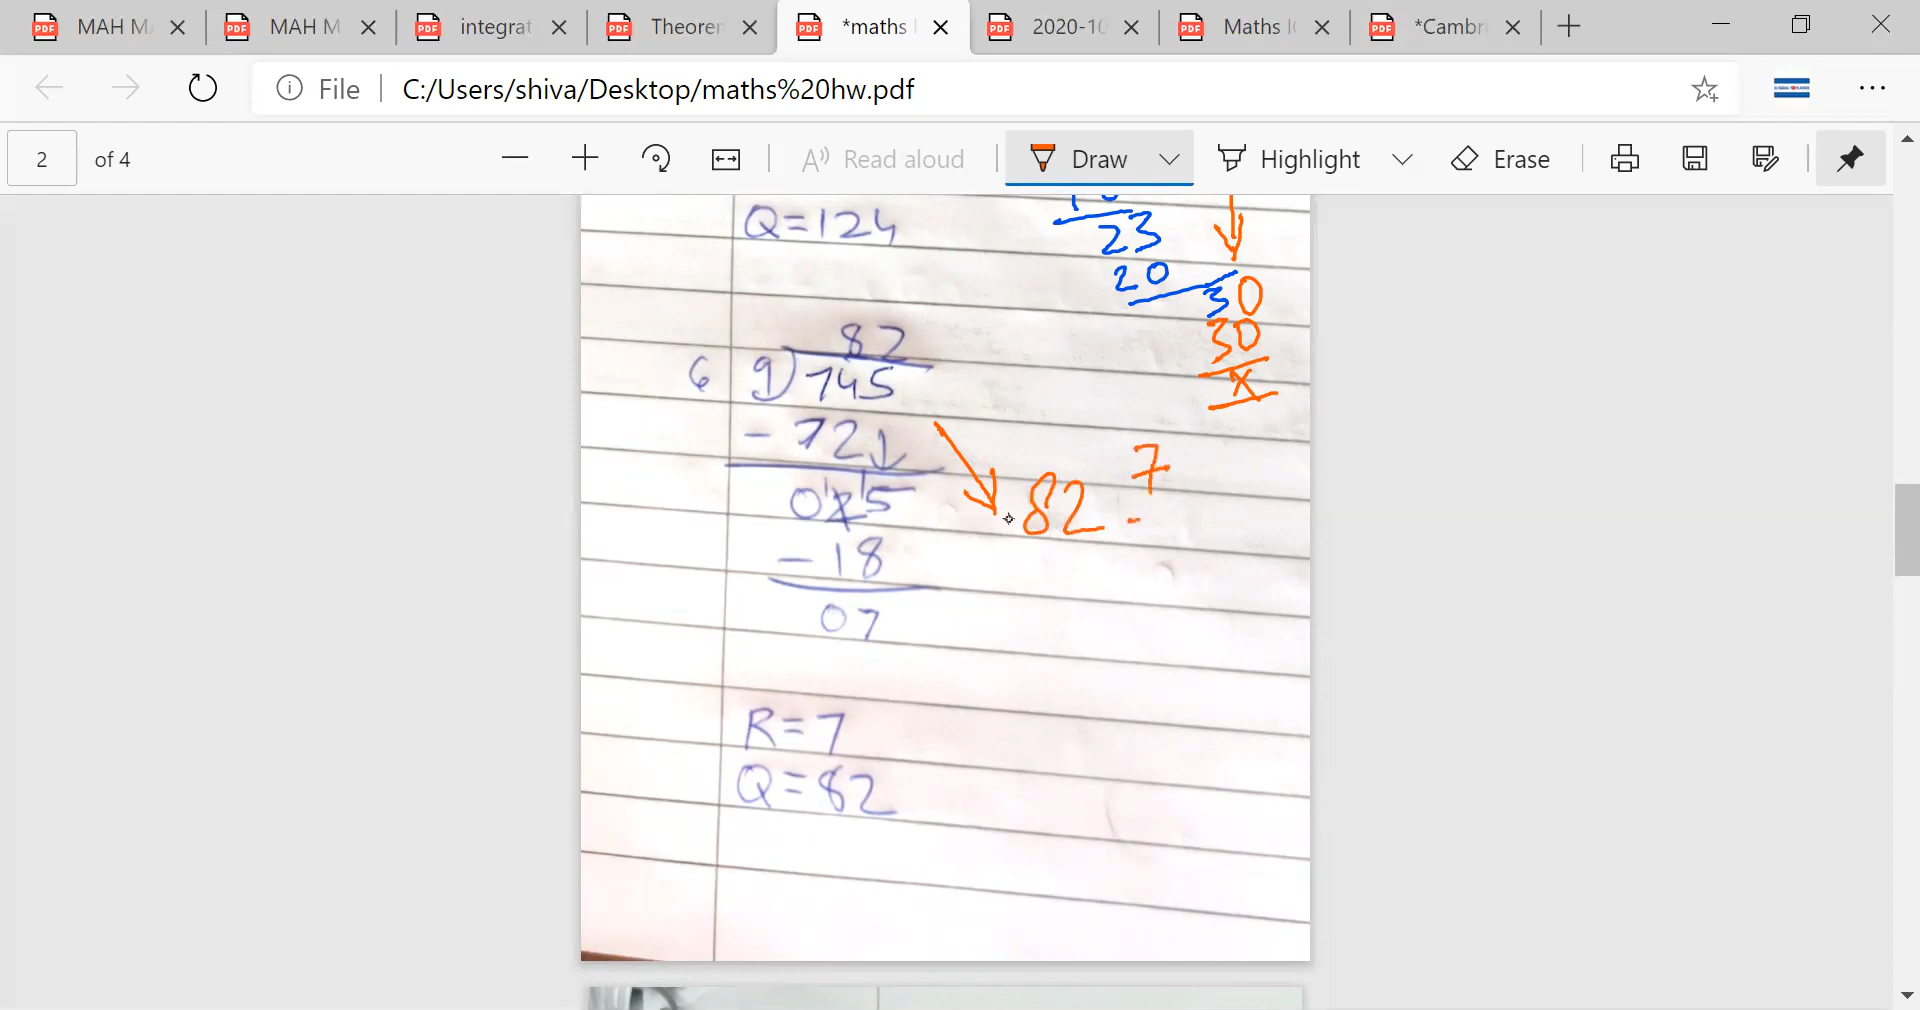 MAH M
MAH M
integrat
Theorem
*maths
2020-10
Maths I
*Cambr
File
C:/Users/shiva/Desktop/maths%20hw.pdf
2 of 4
Read aloud
Draw
Highlight
Erase
Q=124
23
20
30
30
x
82
6 9)745
- 72↓
- 18
07
82 - 7
R=7
Q=82